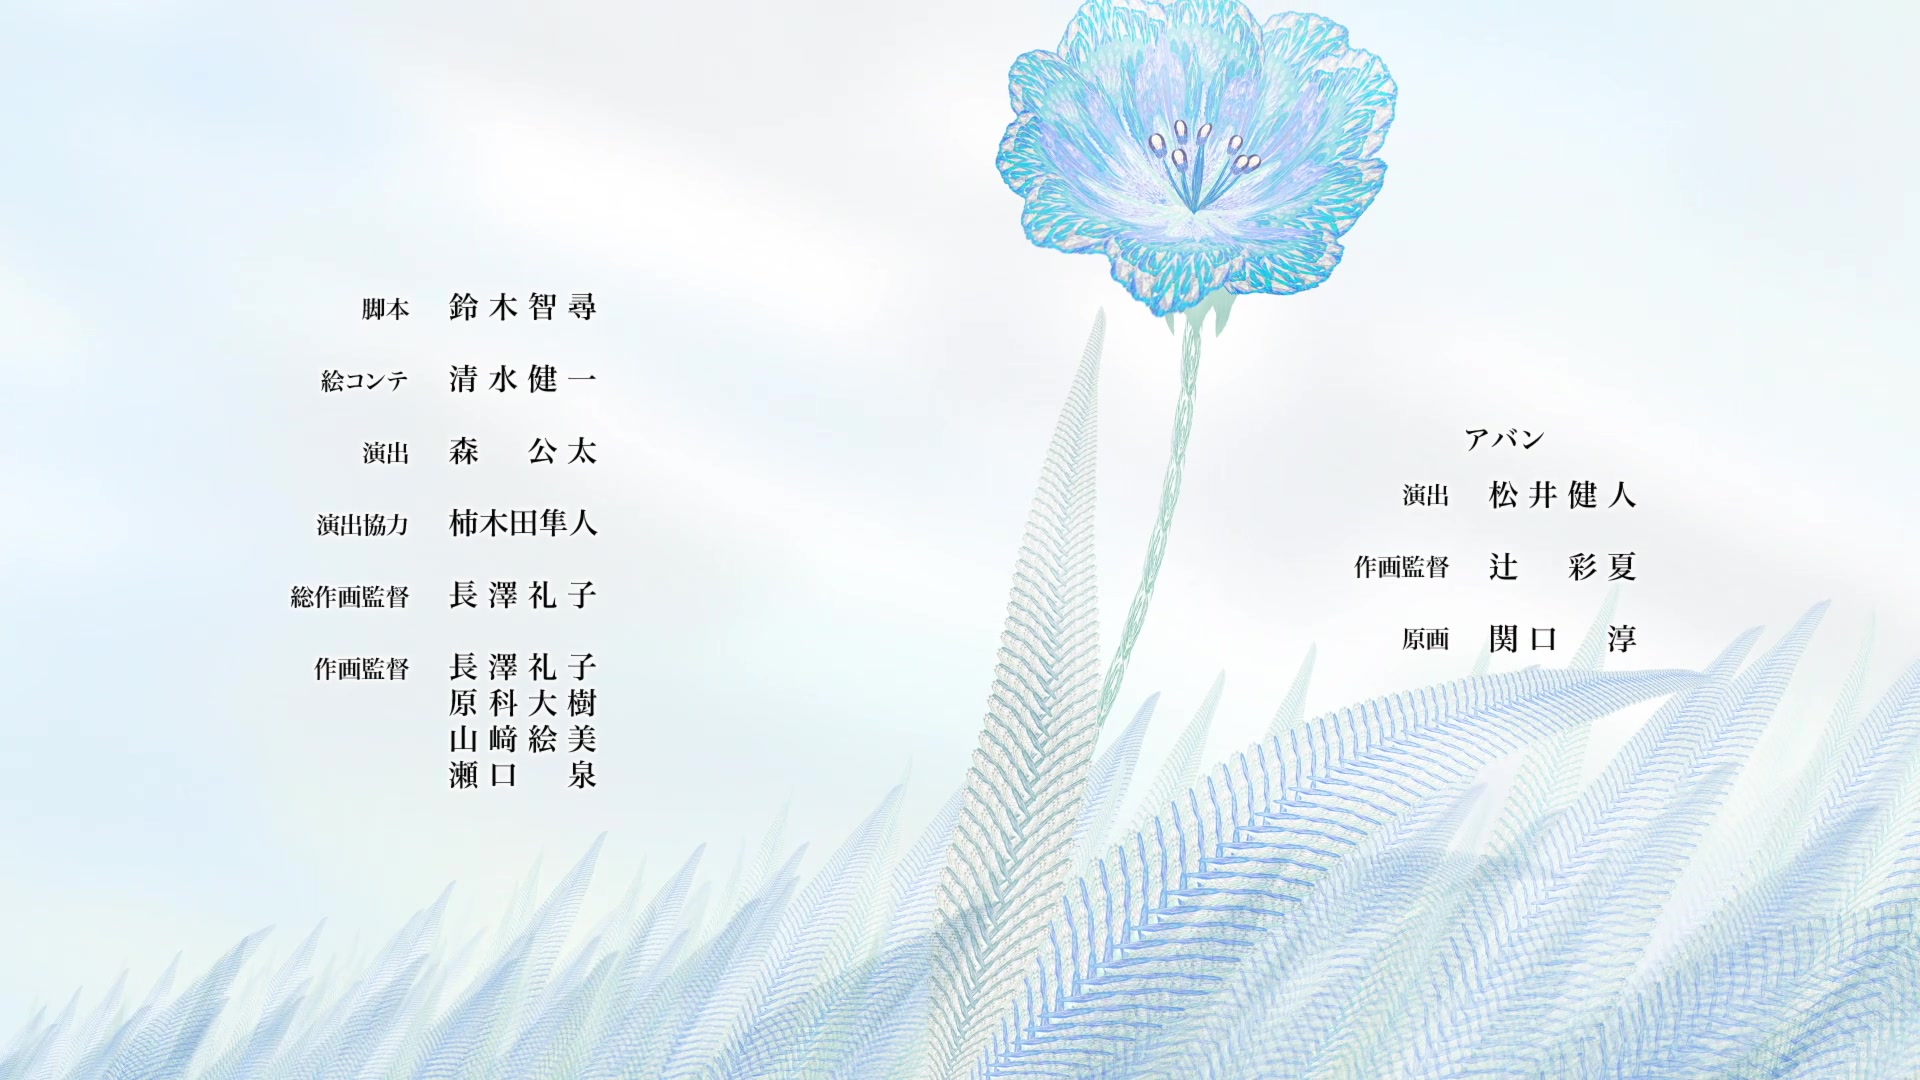 脚本 鈴木智尋
絵コンテ 清水健一
演出 森 公太
演出協力 柿木田隼人
総作画監督 長澤礼子
作画監督 長澤礼子
原科大樹
山﨑絵美
瀬口 泉
アバン
演出 松井健人
作画監督 辻 彩夏
原画 関口 淳